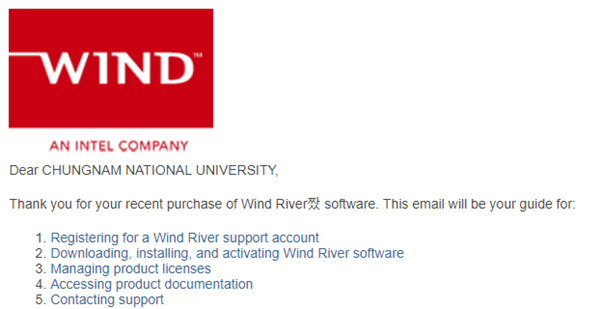 WIND™
AN INTEL COMPANY
Dear CHUNGNAM NATIONAL UNIVERSITY,
Thank you for your recent purchase of Wind River짰 software. This email will be your guide for:
1. Registering for a Wind River support account
2. Downloading, installing, and activating Wind River software
3. Managing product licenses
4. Accessing product documentation
5. Contacting support